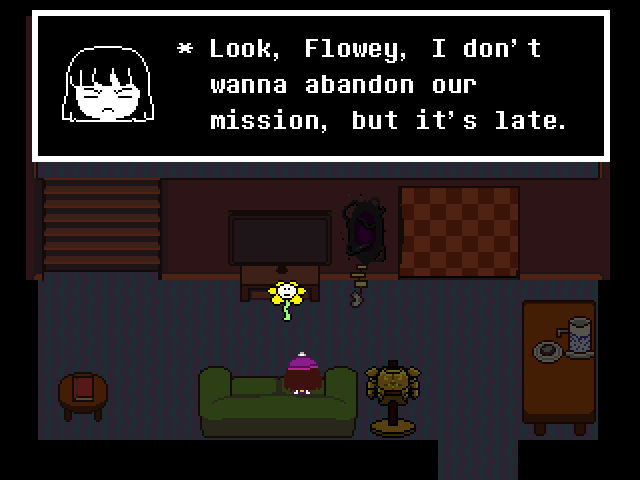 * Look, Flowey, I don't
wanna abandon our
mission, but it's late.